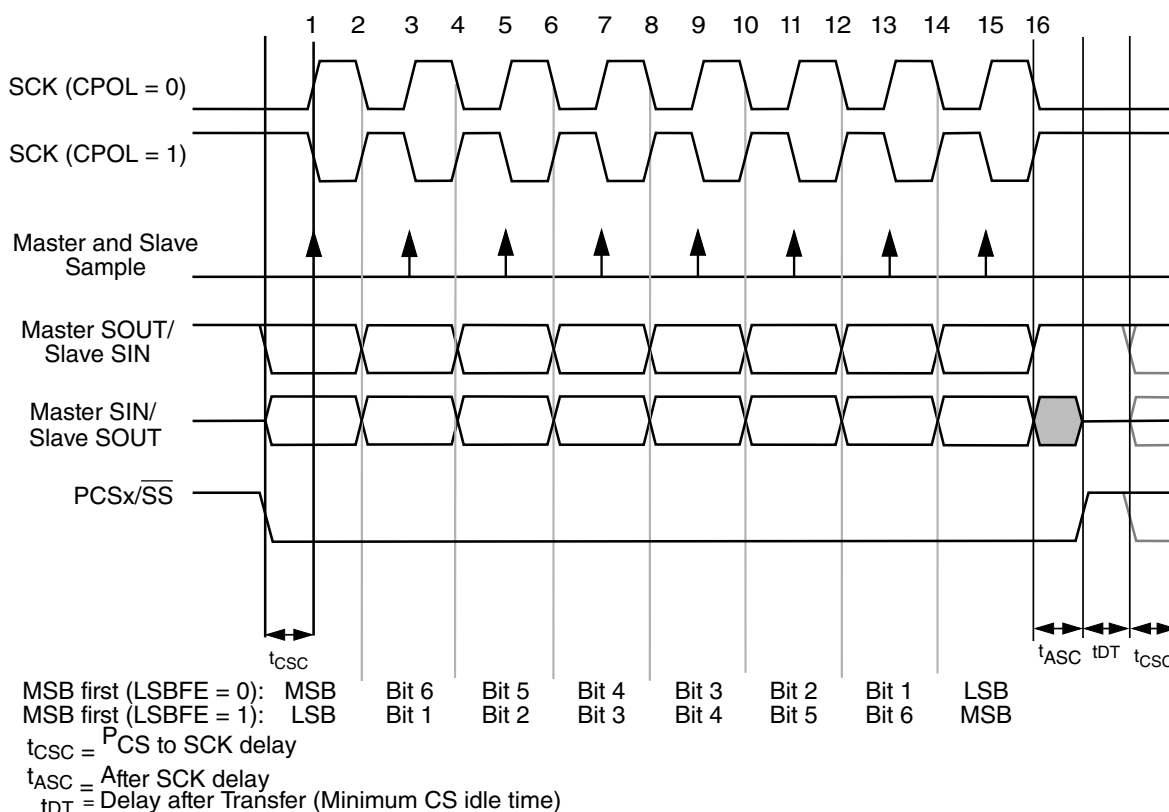 1 2 3 4 5 6 7 8 9 10 11 12 13 14 15 16
SCK (CPOL = 0)
SCK (CPOL = 1)
Master and Slave
Sample
Master SOUT/
Slave SIN
Master SIN/
Slave SOUT
PCSx/SS
tCSC tASC tDT tCSC
MSB first (LSBFE = 0): MSB Bit 6 Bit 5 Bit 4 Bit 3 Bit 2 Bit 1 LSB
MSB first (LSBFE = 1): LSB Bit 1 Bit 2 Bit 3 Bit 4 Bit 5 Bit 6 MSB
tCSC = PCS to SCK delay
tASC = After SCK delay
tDT = Delay after Transfer (Minimum CS idle time)